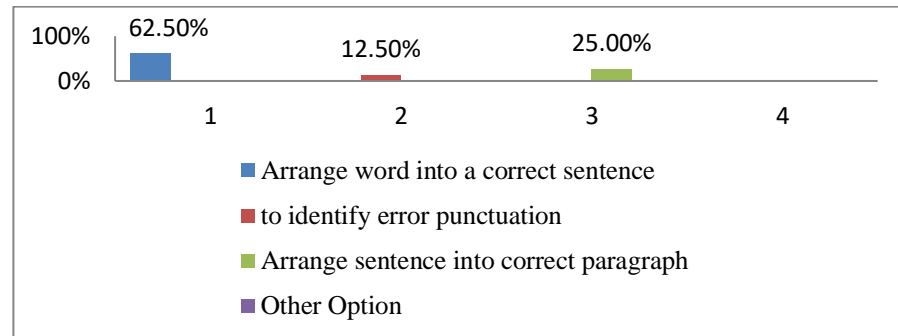 62.50%
12.50%
25.00%
100%
0%
1 2 3 4
Arrange word into a correct sentence
to identify error punctuation
Arrange sentence into correct paragraph
Other Option